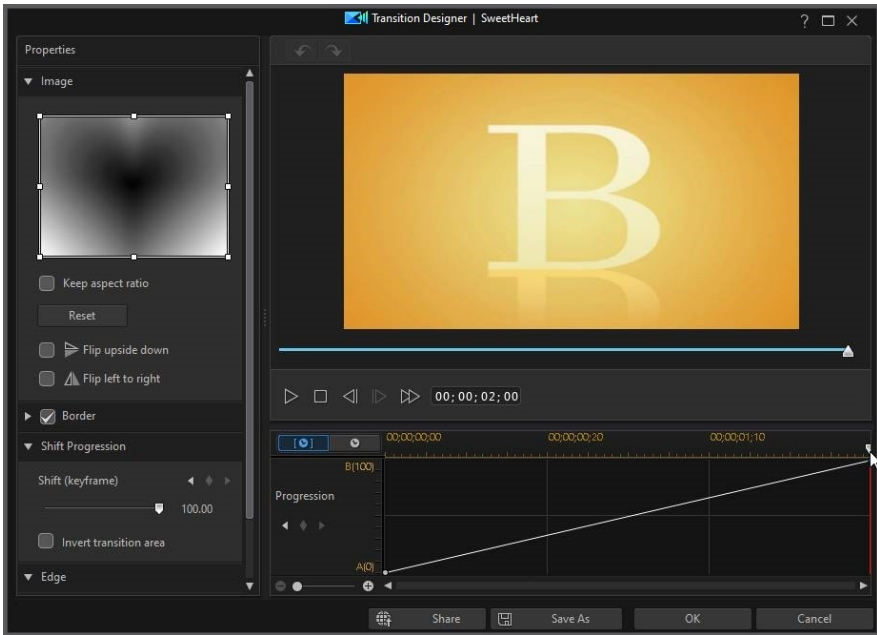 Transition Designer | SweetHeart
?
Properties
Image
Keep aspect ratio
Reset
Flip upside down
Flip left to right
Border
Shift Progression
Shift (keyframe)
100.00
Invert transition area
Edge
B
00;00;02;00
00;00;00;00 00;00;00;20 00;00;01;10
B(100)
Progression
A(0)
Share Save As OK Cancel